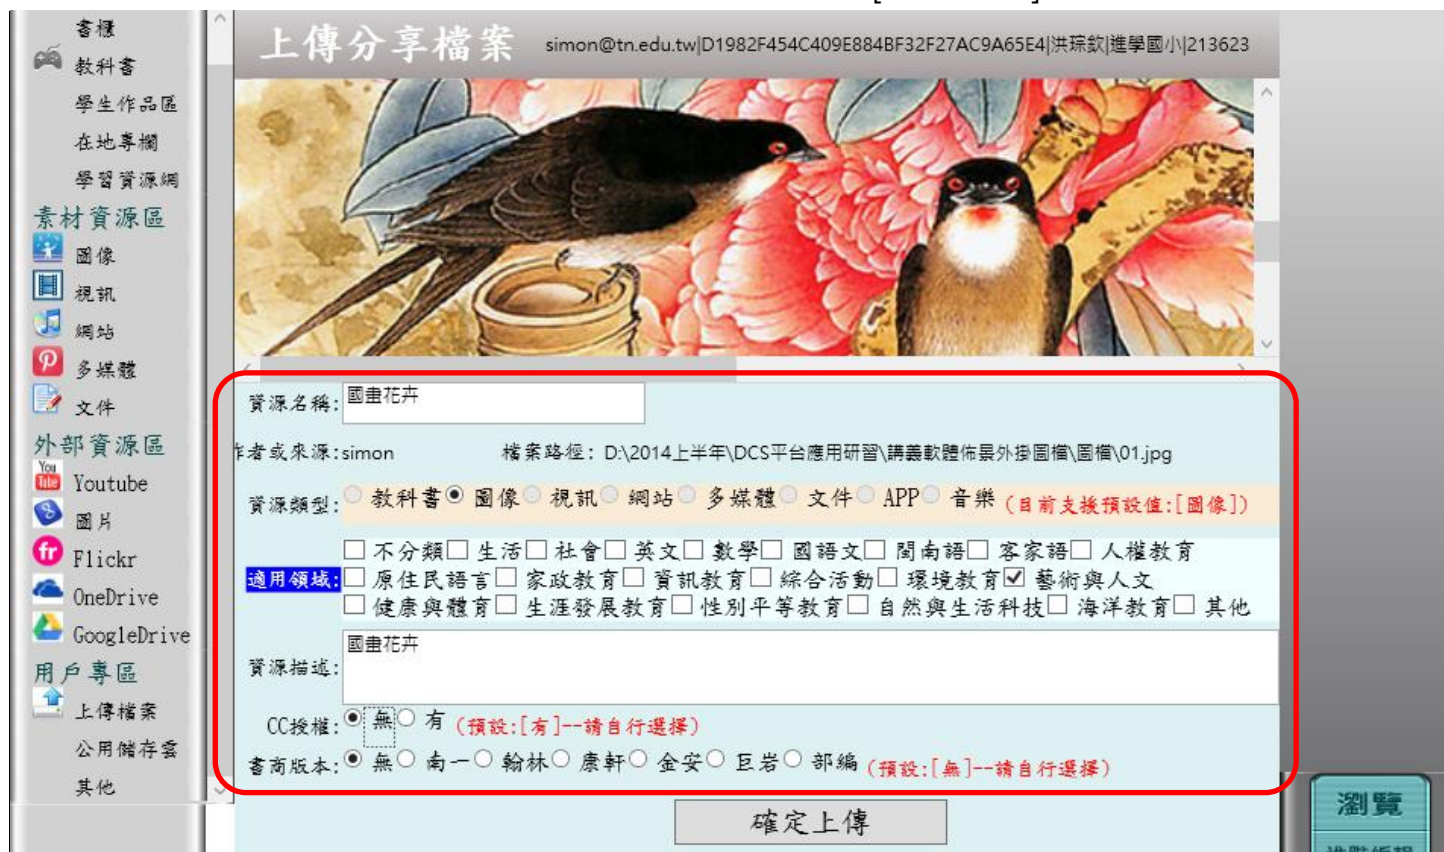 書櫃
教科書
學生作品區
在地專欄
學習資源網
素材資源區
圖像
視訊
網站
多媒體
文件
外部資源區
Youtube
圖片
Flickr
OneDrive
GoogleDrive
用戶專區
上傳檔案
公用儲存雲
其他
上傳分享檔案 simon@tn.edu.tw|D1982F454C409E884BF32F27AC9A65E4|洪琮欽|進學國小|213623
資源名稱: 國畫花卉
作者或來源:simon 檔案路徑: D:\2014上半年\DCS平台應用研習\講義軟體佈景外掛圖檔\圖檔\01.jpg
資源類型: 教科書 圖像 視訊 網站 多媒體 文件 APP 音樂 (目前支援預設值:[圖像])
不分類 生活 社會 英文 數學 國語文 閩南語 客家語 人權教育
適用領域: 原住民語言 家政教育 資訊教育 綜合活動 環境教育 藝術與人文
健康與體育 生涯發展教育 性別平等教育 自然與生活科技 海洋教育 其他
資源描述: 國畫花卉
CC授權: 無 有 (預設:[有]--請自行選擇)
書商版本: 無 南一 翰林 康軒 金安 巨岩 部編 (預設:[無]--請自行選擇)
確定上傳
瀏覽